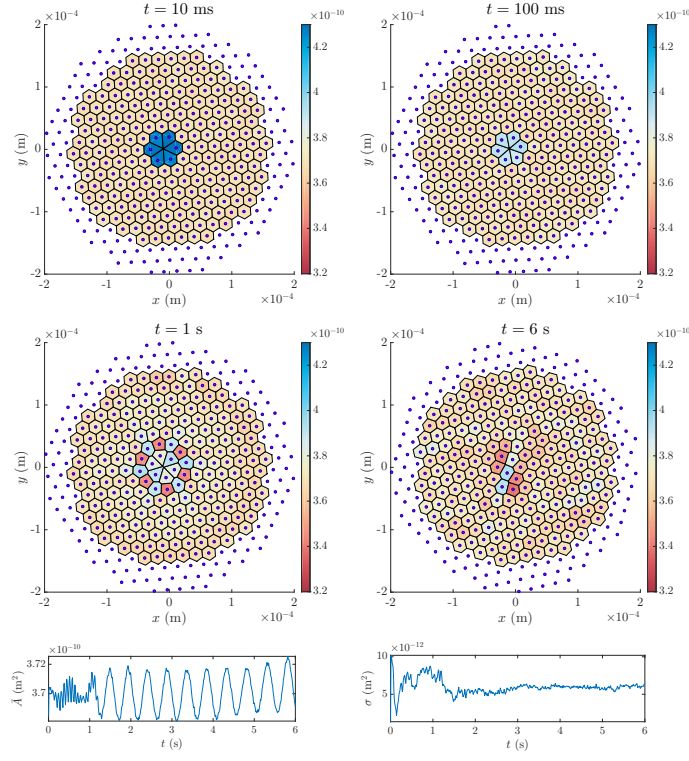 t = 10 ms
t = 100 ms
×10⁻⁴
×10⁻¹⁰
×10⁻⁴
×10⁻¹⁰
2
1
0
-1
-2
y (m)
4.2
4
3.8
3.6
3.4
3.2
2
1
0
-1
-2
y (m)
4.2
4
3.8
3.6
3.4
3.2
-2 -1 0 1 2
x (m)
×10⁻⁴
-2 -1 0 1 2
x (m)
×10⁻⁴
t = 1 s
t = 6 s
×10⁻⁴
×10⁻¹⁰
×10⁻⁴
×10⁻¹⁰
2
1
0
-1
-2
y (m)
4.2
4
3.8
3.6
3.4
3.2
2
1
0
-1
-2
y (m)
4.2
4
3.8
3.6
3.4
3.2
-2 -1 0 1 2
x (m)
×10⁻⁴
-2 -1 0 1 2
x (m)
×10⁻⁴
×10⁻¹⁰
3.72
3.7
Ā (m²)
0 1 2 3 4 5 6
t (s)
×10⁻¹²
10
5
σ (m²)
0 1 2 3 4 5 6
t (s)